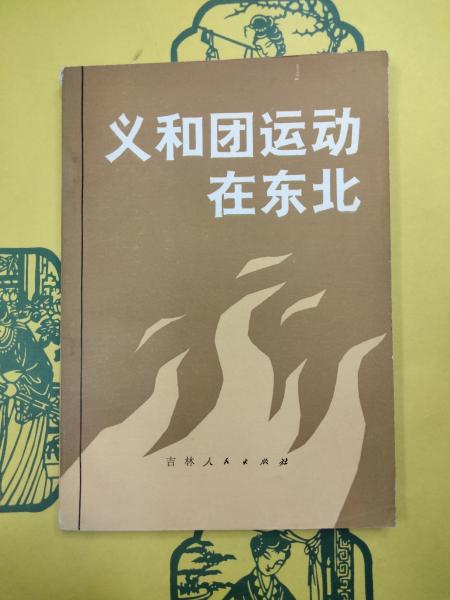 义和团运动
在东北
吉林人民出版社